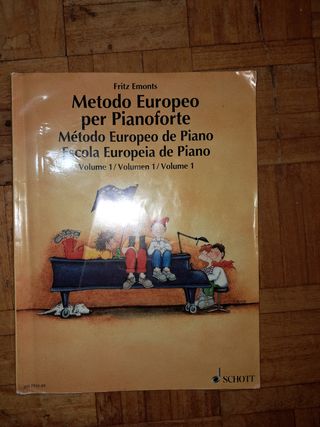 Fritz Emonts
Metodo Europeo
per Pianoforte
Método Europeo de Piano
Escola Europeia de Piano
Volume 1/Volumen 1/Volume 1
SCHOTT